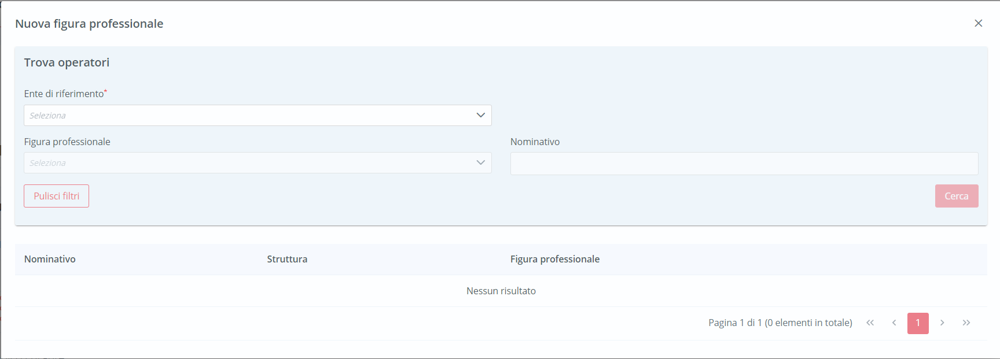 Nuova figura professionale
Trova operatori
Ente di riferimento*
Seleziona
Figura professionale Nominativo
Seleziona
Pulisci filtri Cerca
Nominativo Struttura Figura professionale
Nessun risultato
Pagina 1 di 1 (0 elementi in totale) 1